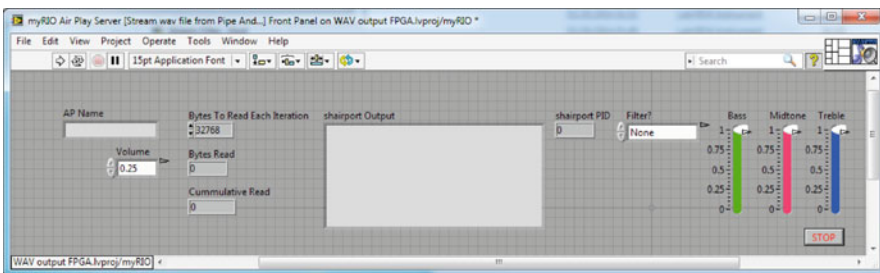 myRIO Air Play Server [Stream wav file from Pipe And...] Front Panel on WAV output FPGA.lvproj/myRIO *
File Edit View Project Operate Tools Window Help
15pt Application Font
Search
AP Name
Bytes To Read Each Iteration
32768
shairport Output
shairport PID
0
Filter?
None
Bass Midtone Treble
1 1 1
0.75 0.75 0.75
0.5 0.5 0.5
0.25 0.25 0.25
0 0 0
Volume
0.25
Bytes Read
0
Cummulative Read
0
STOP
WAV output FPGA.lvproj/myRIO